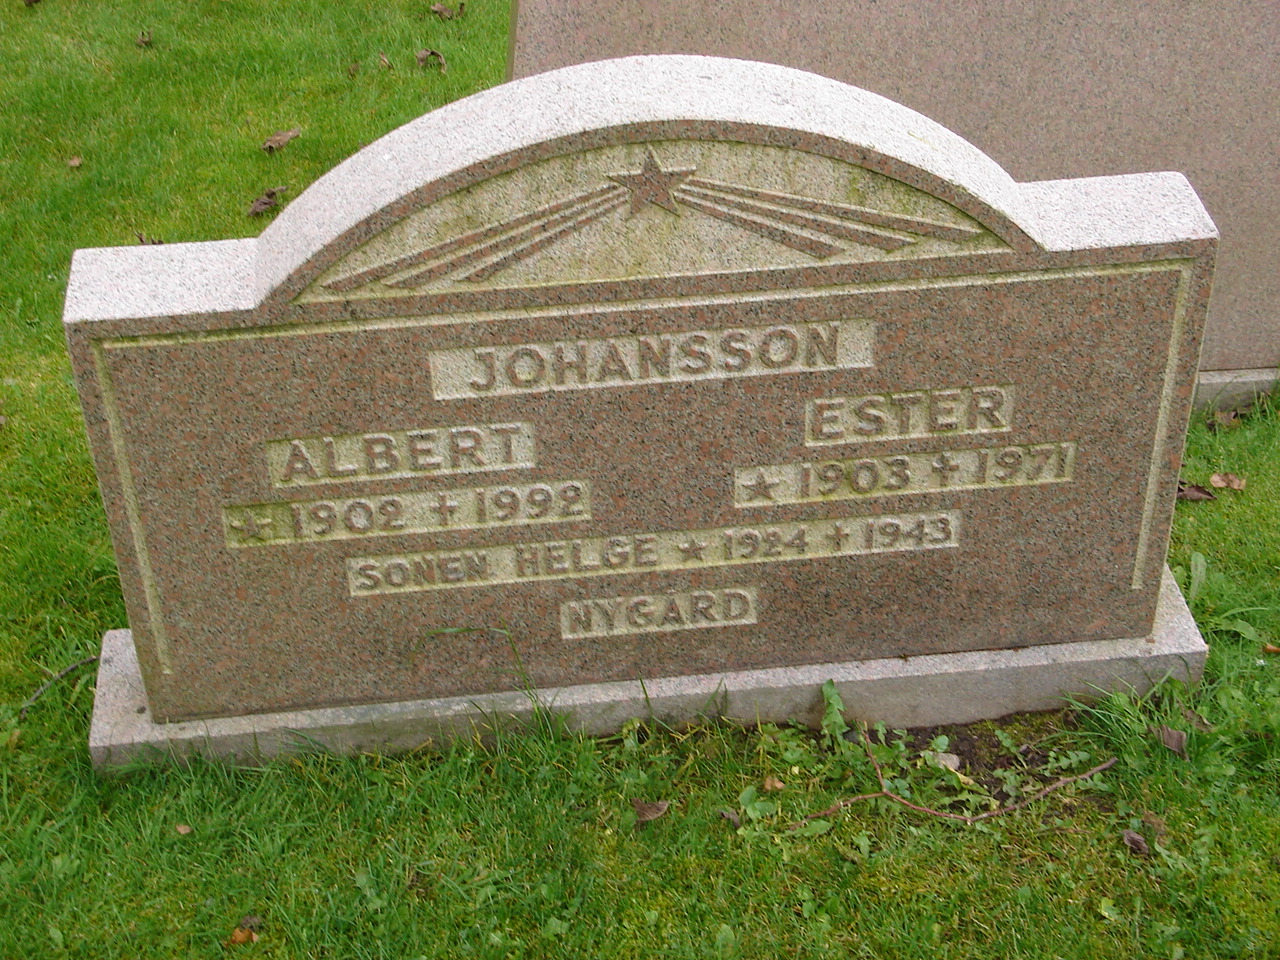 JOHANSSON
ALBERT ESTER
★ 1902 ✝ 1992 ★ 1903 ✝ 1971
SONEN HELGE ★ 1924 ✝ 1943
NYGARD